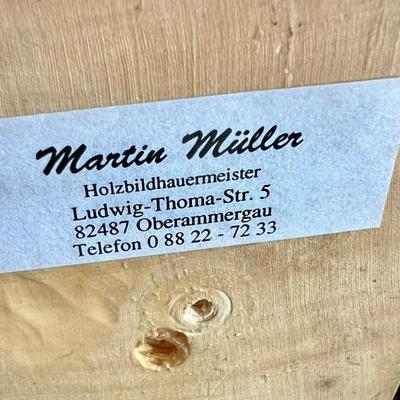 Martin Müller
Holzbildhauermeister
Ludwig-Thoma-Str. 5
82487 Oberammergau
Telefon 0 88 22 - 72 33